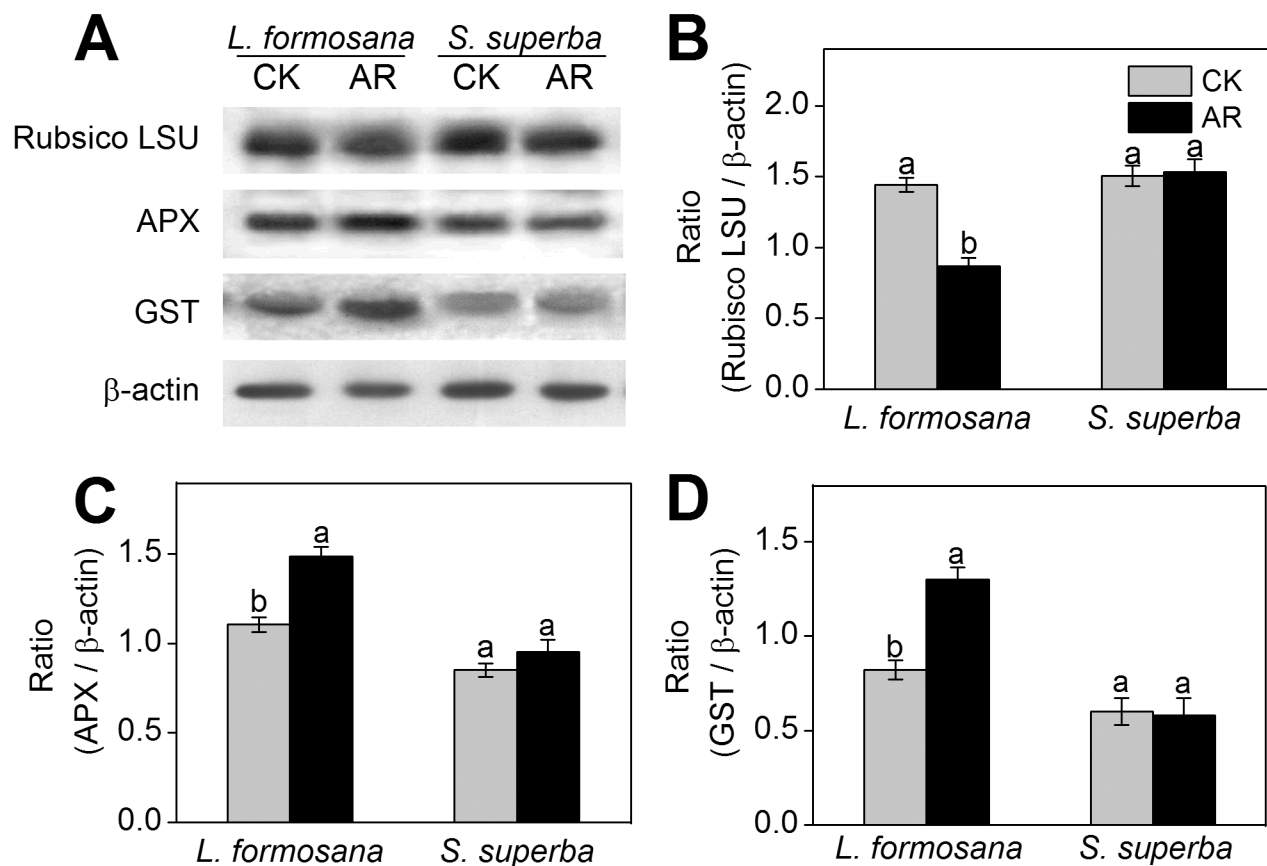 A
L. formosana S. superba
CK AR CK AR
Rubsico LSU
APX
GST
β-actin
B
Ratio
(Rubisco LSU / β-actin)
2.0
1.5
1.0
0.5
0.0
CK
AR
a
b
a
a
L. formosana S. superba
C
Ratio
(APX / β-actin)
1.5
1.0
0.5
0.0
b
a
a
a
L. formosana S. superba
D
Ratio
(GST / β-actin)
1.5
1.0
0.5
0.0
b
a
a
a
L. formosana S. superba